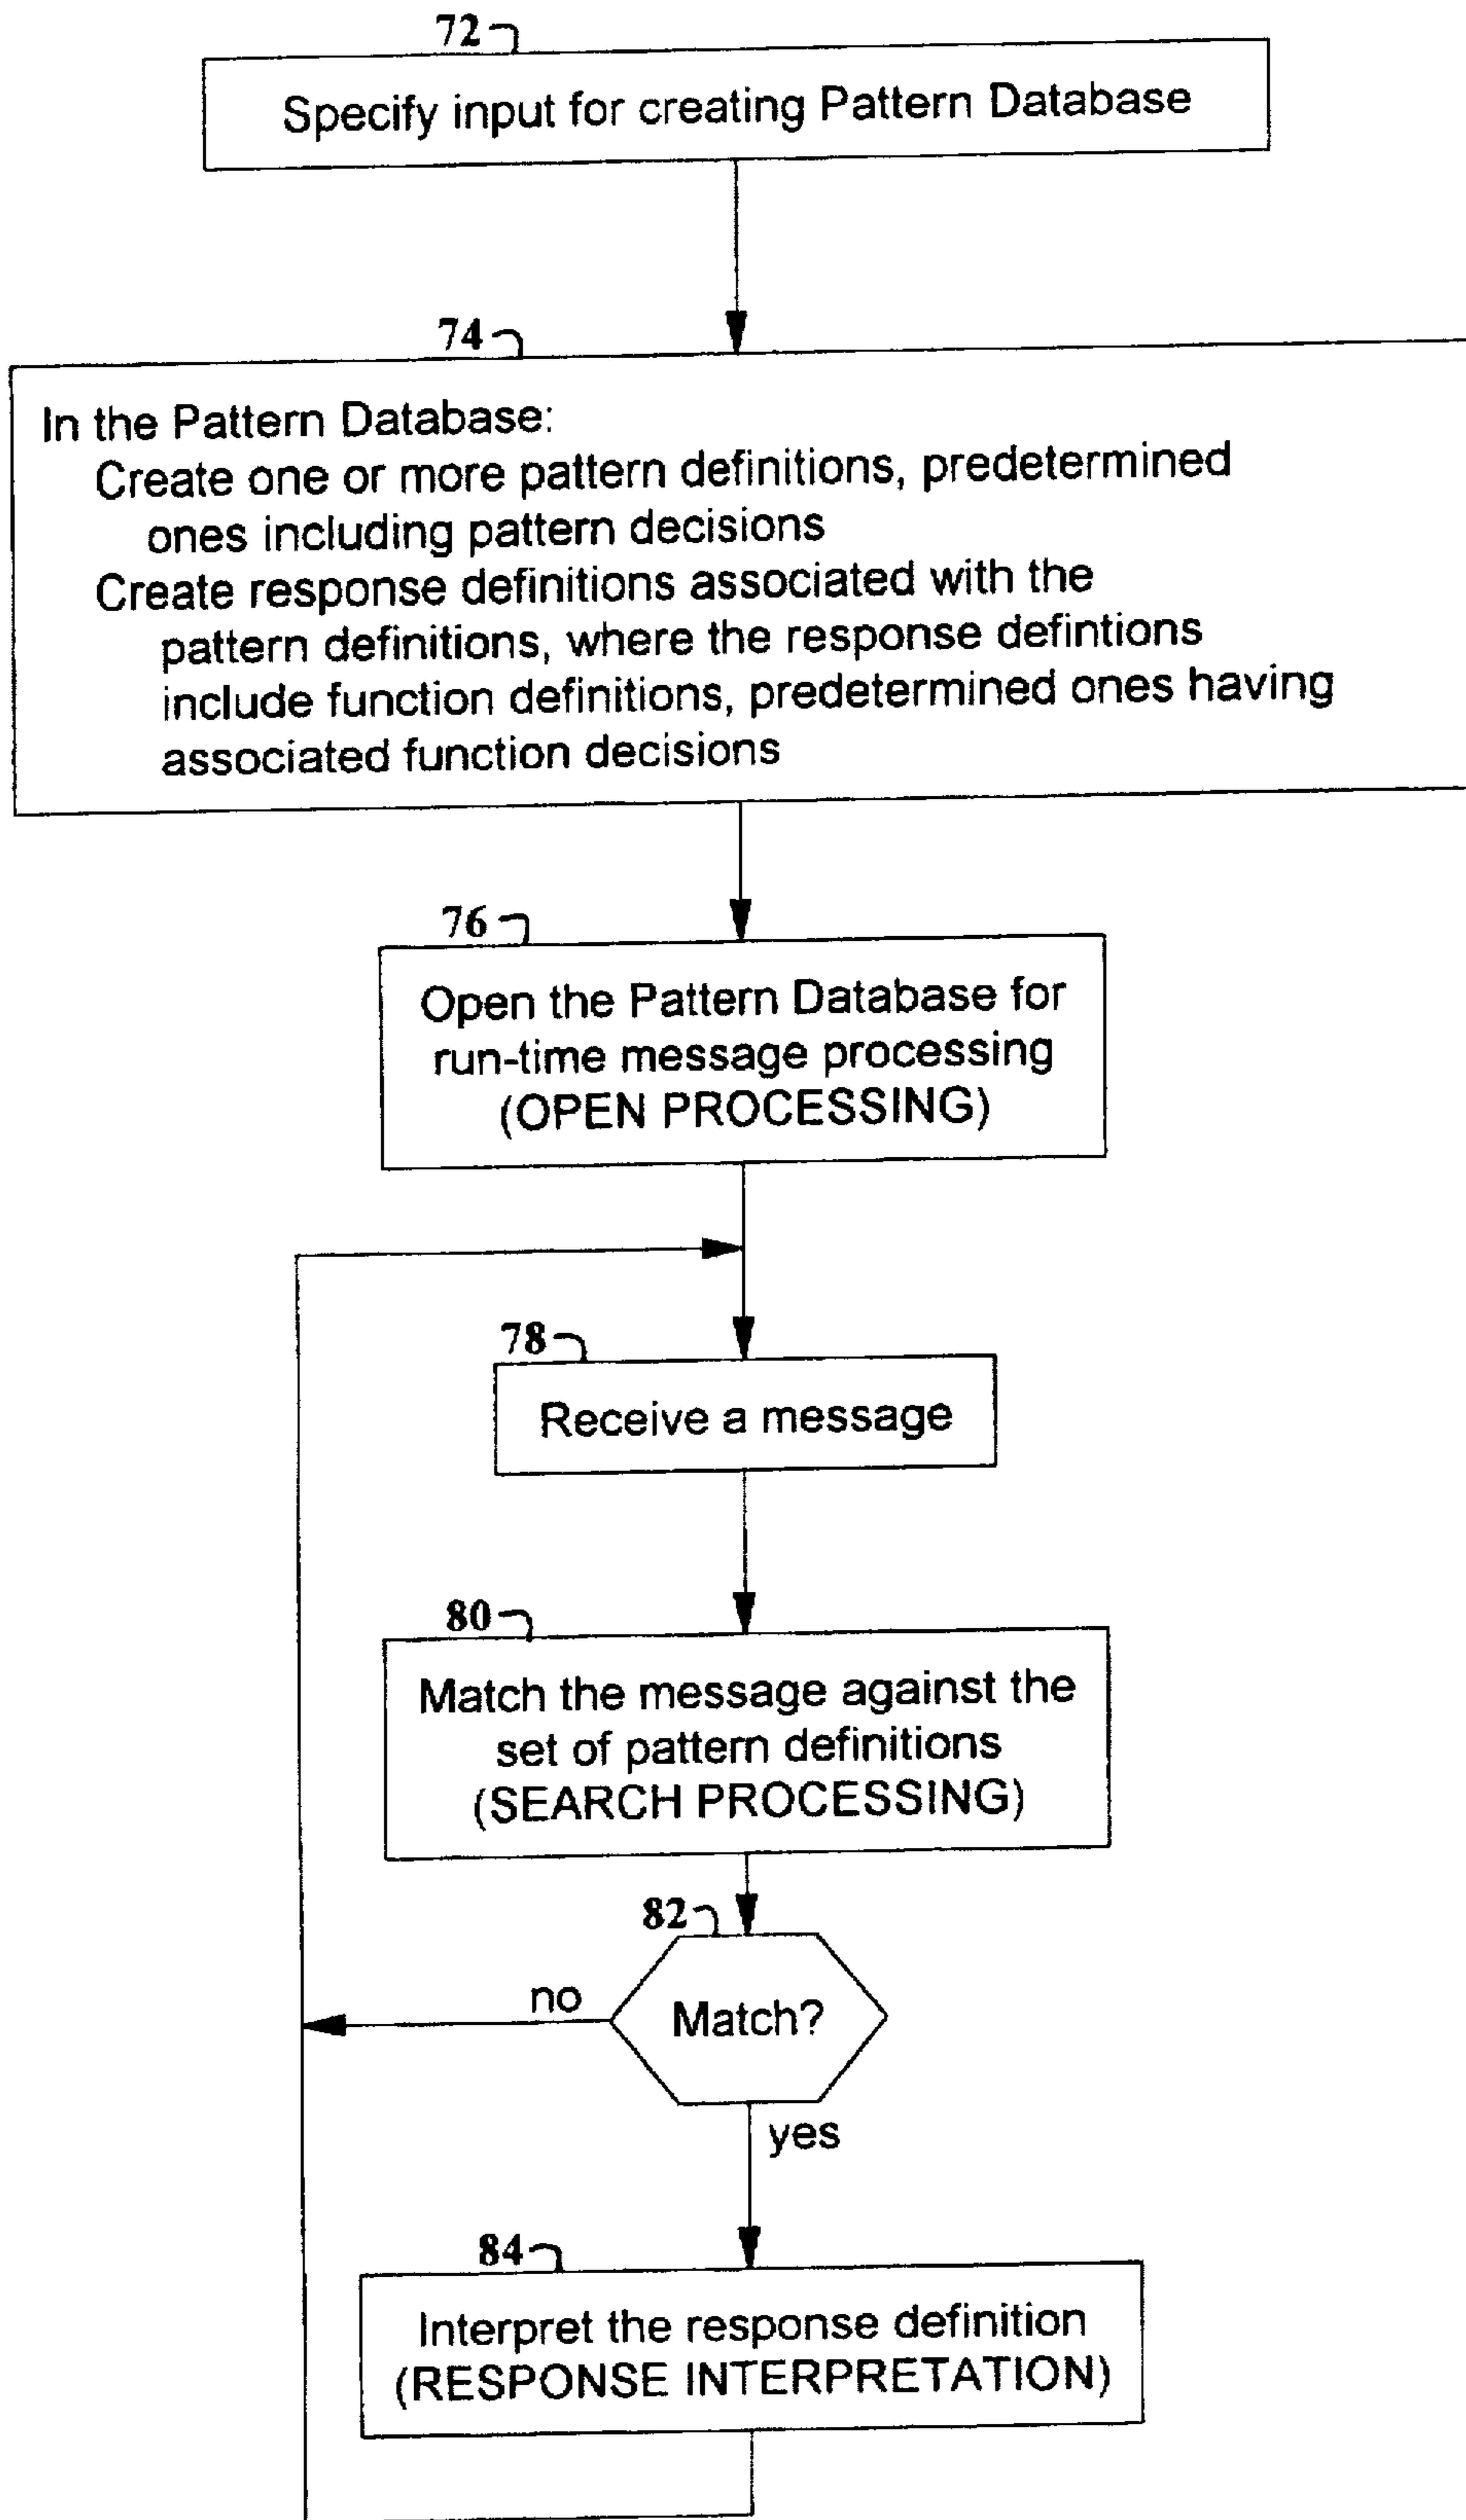 72
Specify input for creating Pattern Database
74
In the Pattern Database:
Create one or more pattern definitions, predetermined
ones including pattern decisions
Create response definitions associated with the
pattern definitions, where the response defintions
include function definitions, predetermined ones having
associated function decisions
76
Open the Pattern Database for
run-time message processing
(OPEN PROCESSING)
78
Receive a message
80
Match the message against the
set of pattern definitions
(SEARCH PROCESSING)
82
no
Match?
yes
84
Interpret the response definition
(RESPONSE INTERPRETATION)